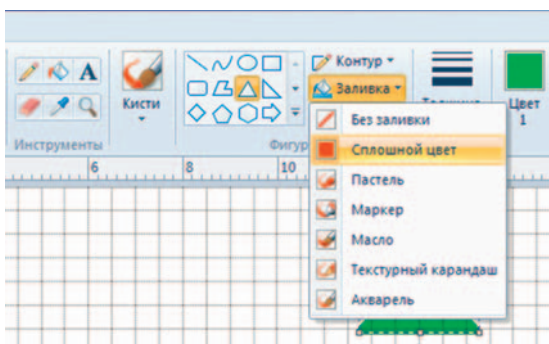 Контур
Заливка
A
Кисти
Цвет
1
Инструменты
6
8
10
Без заливки
Сплошной цвет
Пастель
Маркер
Масло
Текстурный карандаш
Акварель